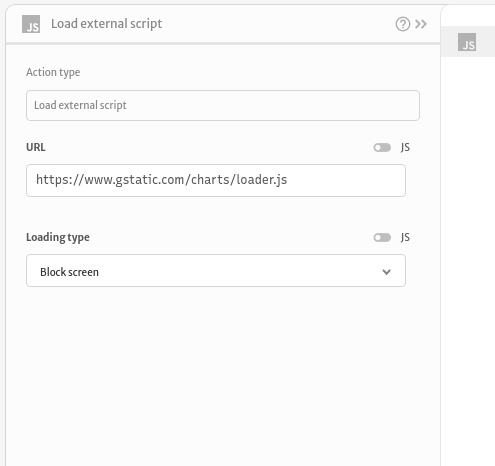 JS Load external script ?
JS
Action type
Load external script
URL JS
https://www.gstatic.com/charts/loader.js
Loading type JS
Block screen